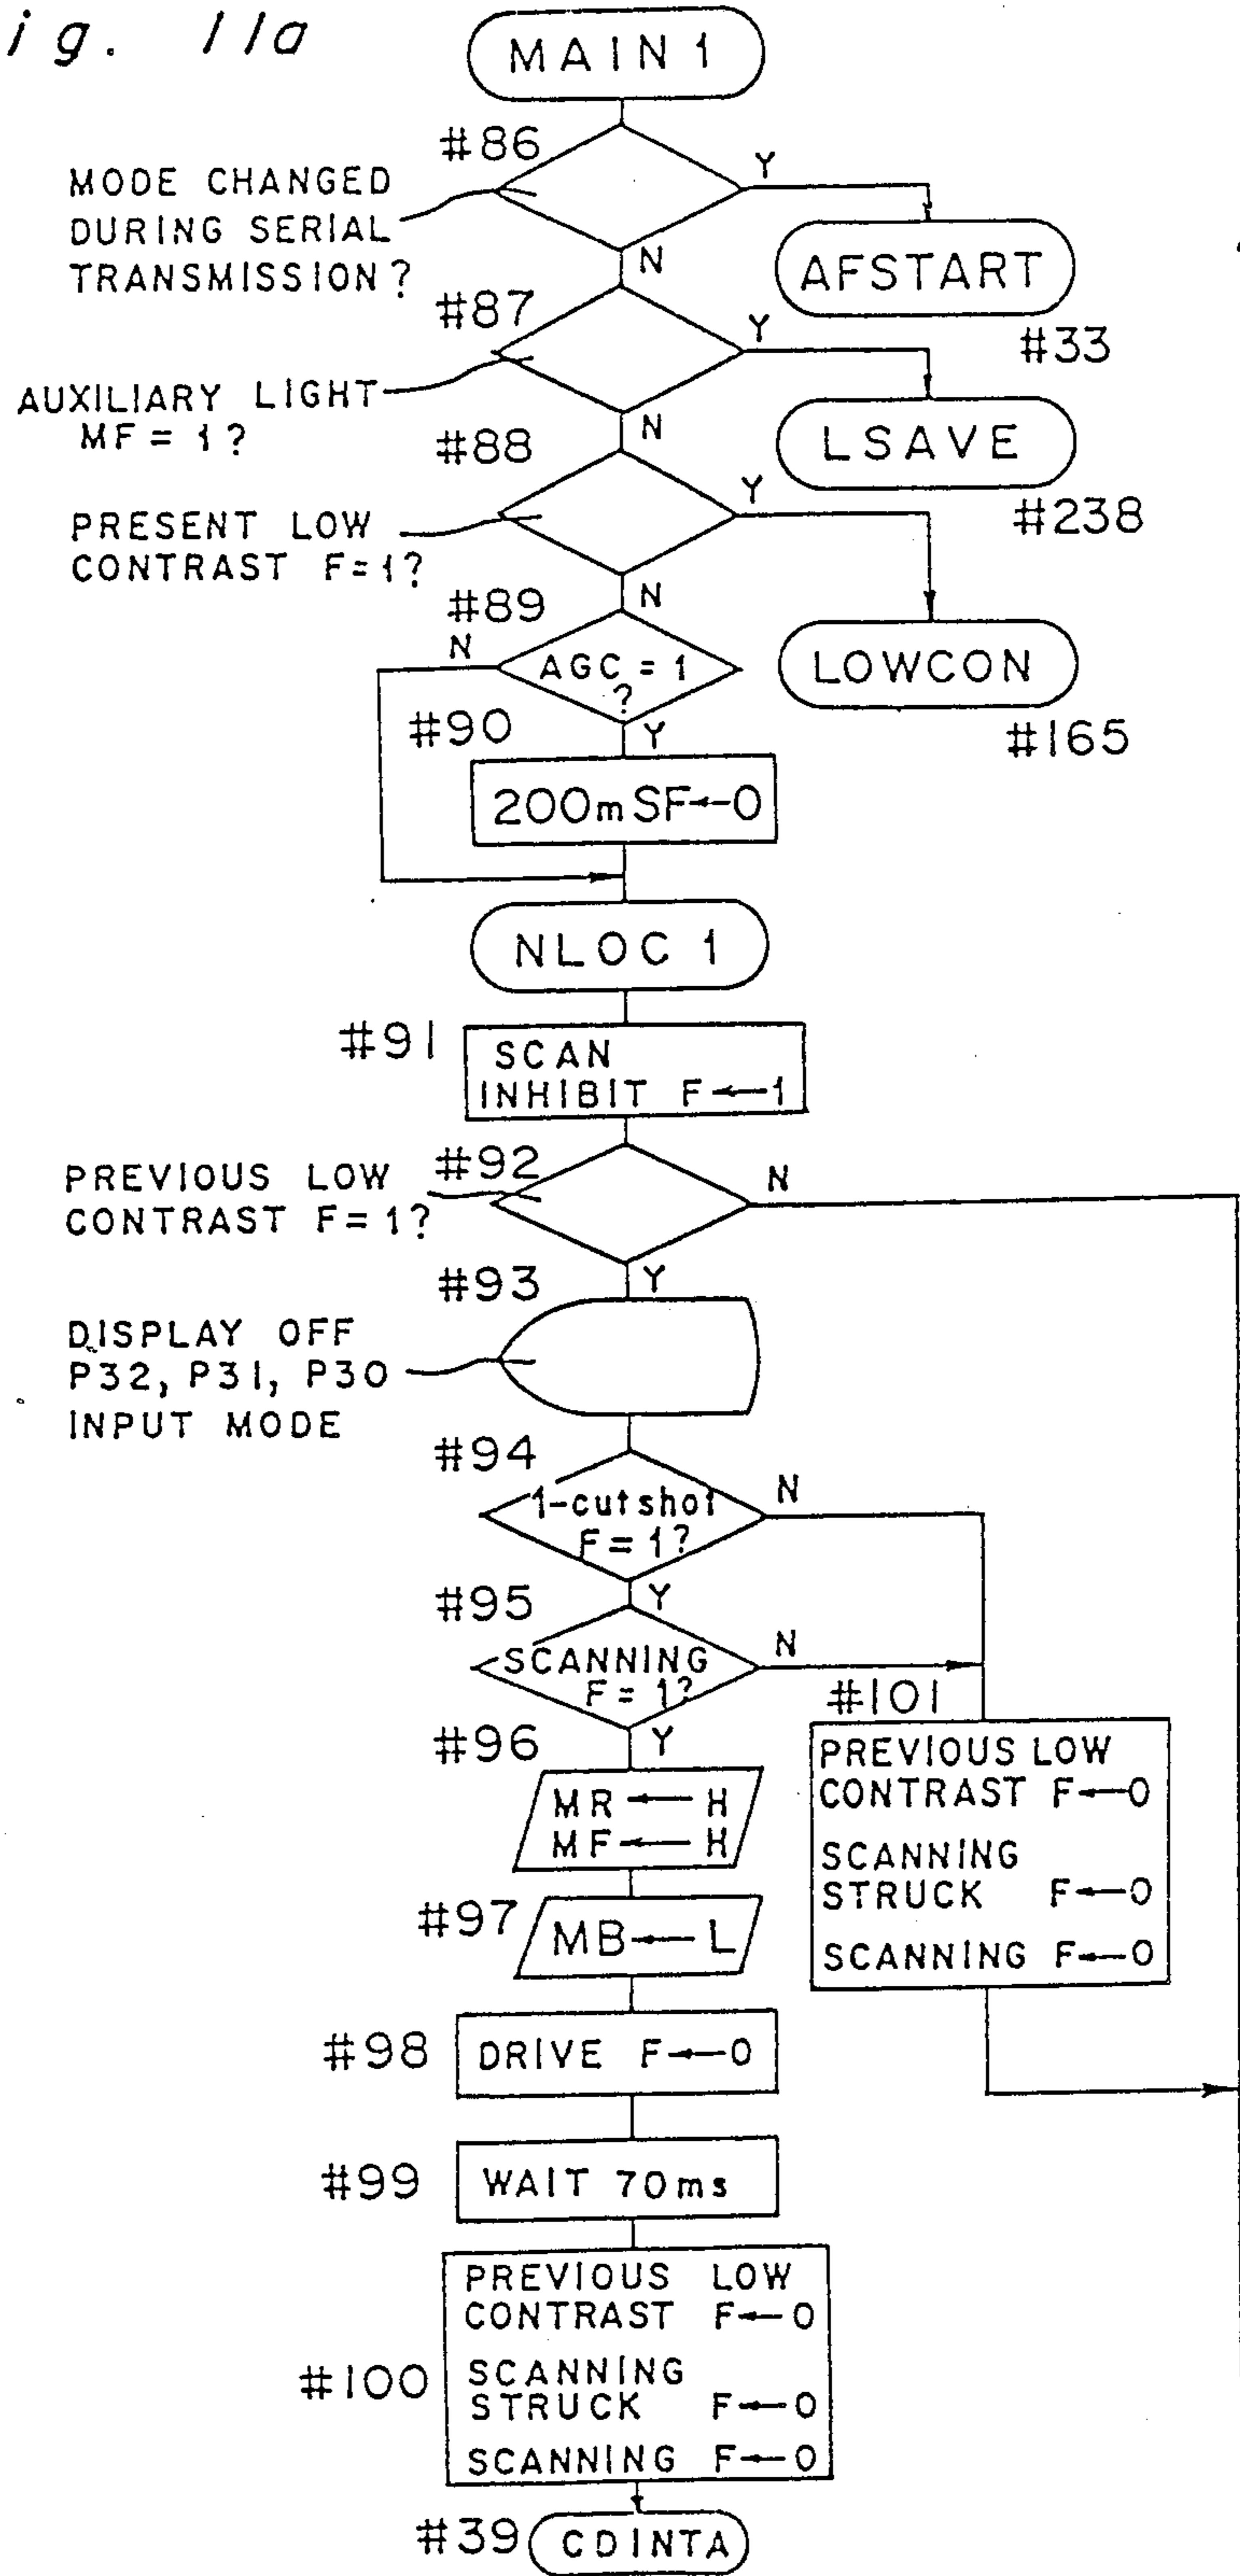 ig. 11a
MAIN 1
#86
Y
MODE CHANGED
DURING SERIAL
TRANSMISSION?
N
AFSTART
#33
#87
Y
AUXILIARY LIGHT
MF = 1?
N
LSAVE
#238
#88
Y
PRESENT LOW
CONTRAST F=1?
N
LOWCON
#165
#89
N
AGC = 1
?
#90
Y
200mSF←0
NLOC 1
#91
SCAN
INHIBIT F←1
#92
N
PREVIOUS LOW
CONTRAST F=1?
#93
Y
DISPLAY OFF
P32, P31, P30
INPUT MODE
#94
N
1-cut shot
F=1?
#95
Y
N
SCANNING
F=1?
#96
Y
MR ← H
MF ← H
#97
MB ← L
#101
PREVIOUS LOW
CONTRAST F←0
SCANNING
STRUCK F←0
SCANNING F←0
#98
DRIVE F←0
#99
WAIT 70ms
#100
PREVIOUS LOW
CONTRAST F←0
SCANNING
STRUCK F←0
SCANNING F←0
#39
CDINTA